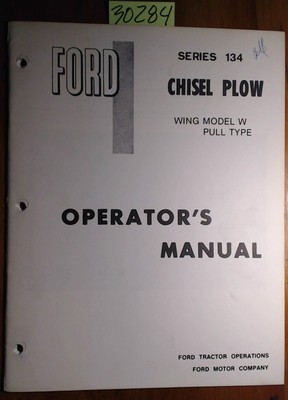 30284
FORD
SERIES 134
CHISEL PLOW
WING MODEL W
PULL TYPE
OPERATOR'S
MANUAL
FORD TRACTOR OPERATIONS
FORD MOTOR COMPANY